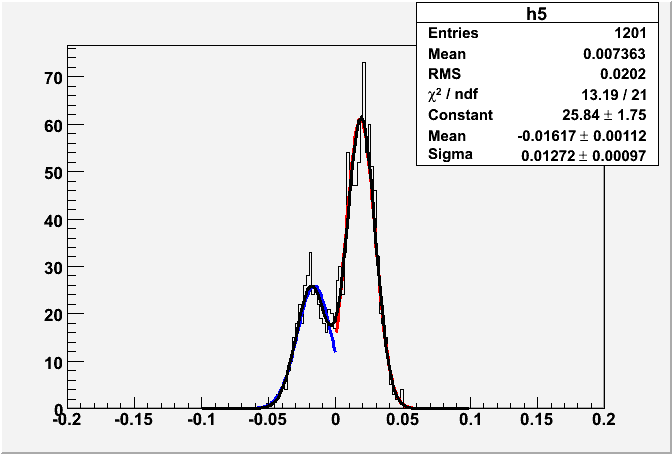 h5
Entries 1201
Mean 0.007363
RMS 0.0202
χ² / ndf 13.19 / 21
Constant 25.84 ± 1.75
Mean -0.01617 ± 0.00112
Sigma 0.01272 ± 0.00097
70
60
50
40
30
20
10
0
-0.2 -0.15 -0.1 -0.05 0 0.05 0.1 0.15 0.2